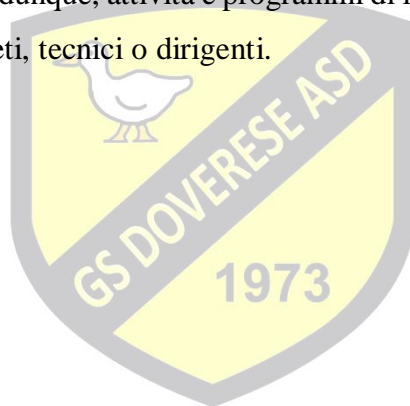 dunque, attività e programmi di
eti, tecnici o dirigenti.
GS DOVERESE ASD
1973